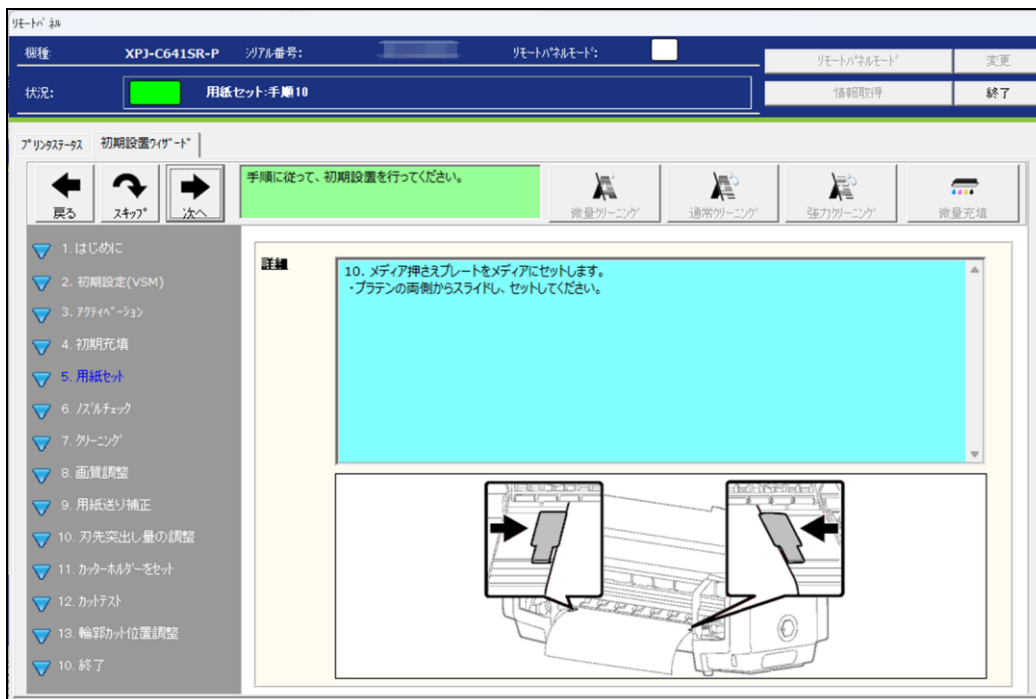 リモートパネル
機種: XPJ-C641SR-P シリアル番号: リモートパネルモード:
リモートパネルモード 変更
状況: 用紙セット:手順10
情報取得 終了
プリンタステータス 初期設置ウィザード
戻る スキップ 次へ
手順に従って、初期設置を行ってください。
微量クリーニング 通常クリーニング 強力クリーニング 微量充填
1. はじめに
2. 初期設定(VSM)
3. アクティベーション
4. 初期充填
5. 用紙セット
6. ノズルチェック
7. クリーニング
8. 画質調整
9. 用紙送り補正
10. 刃先突出し量の調整
11. カッターホルダーをセット
12. カットテスト
13. 輪郭カット位置調整
10. 終了
詳細
10. メディア押さえプレートをメディアにセットします。
・プラテンの両側からスライドし、セットしてください。